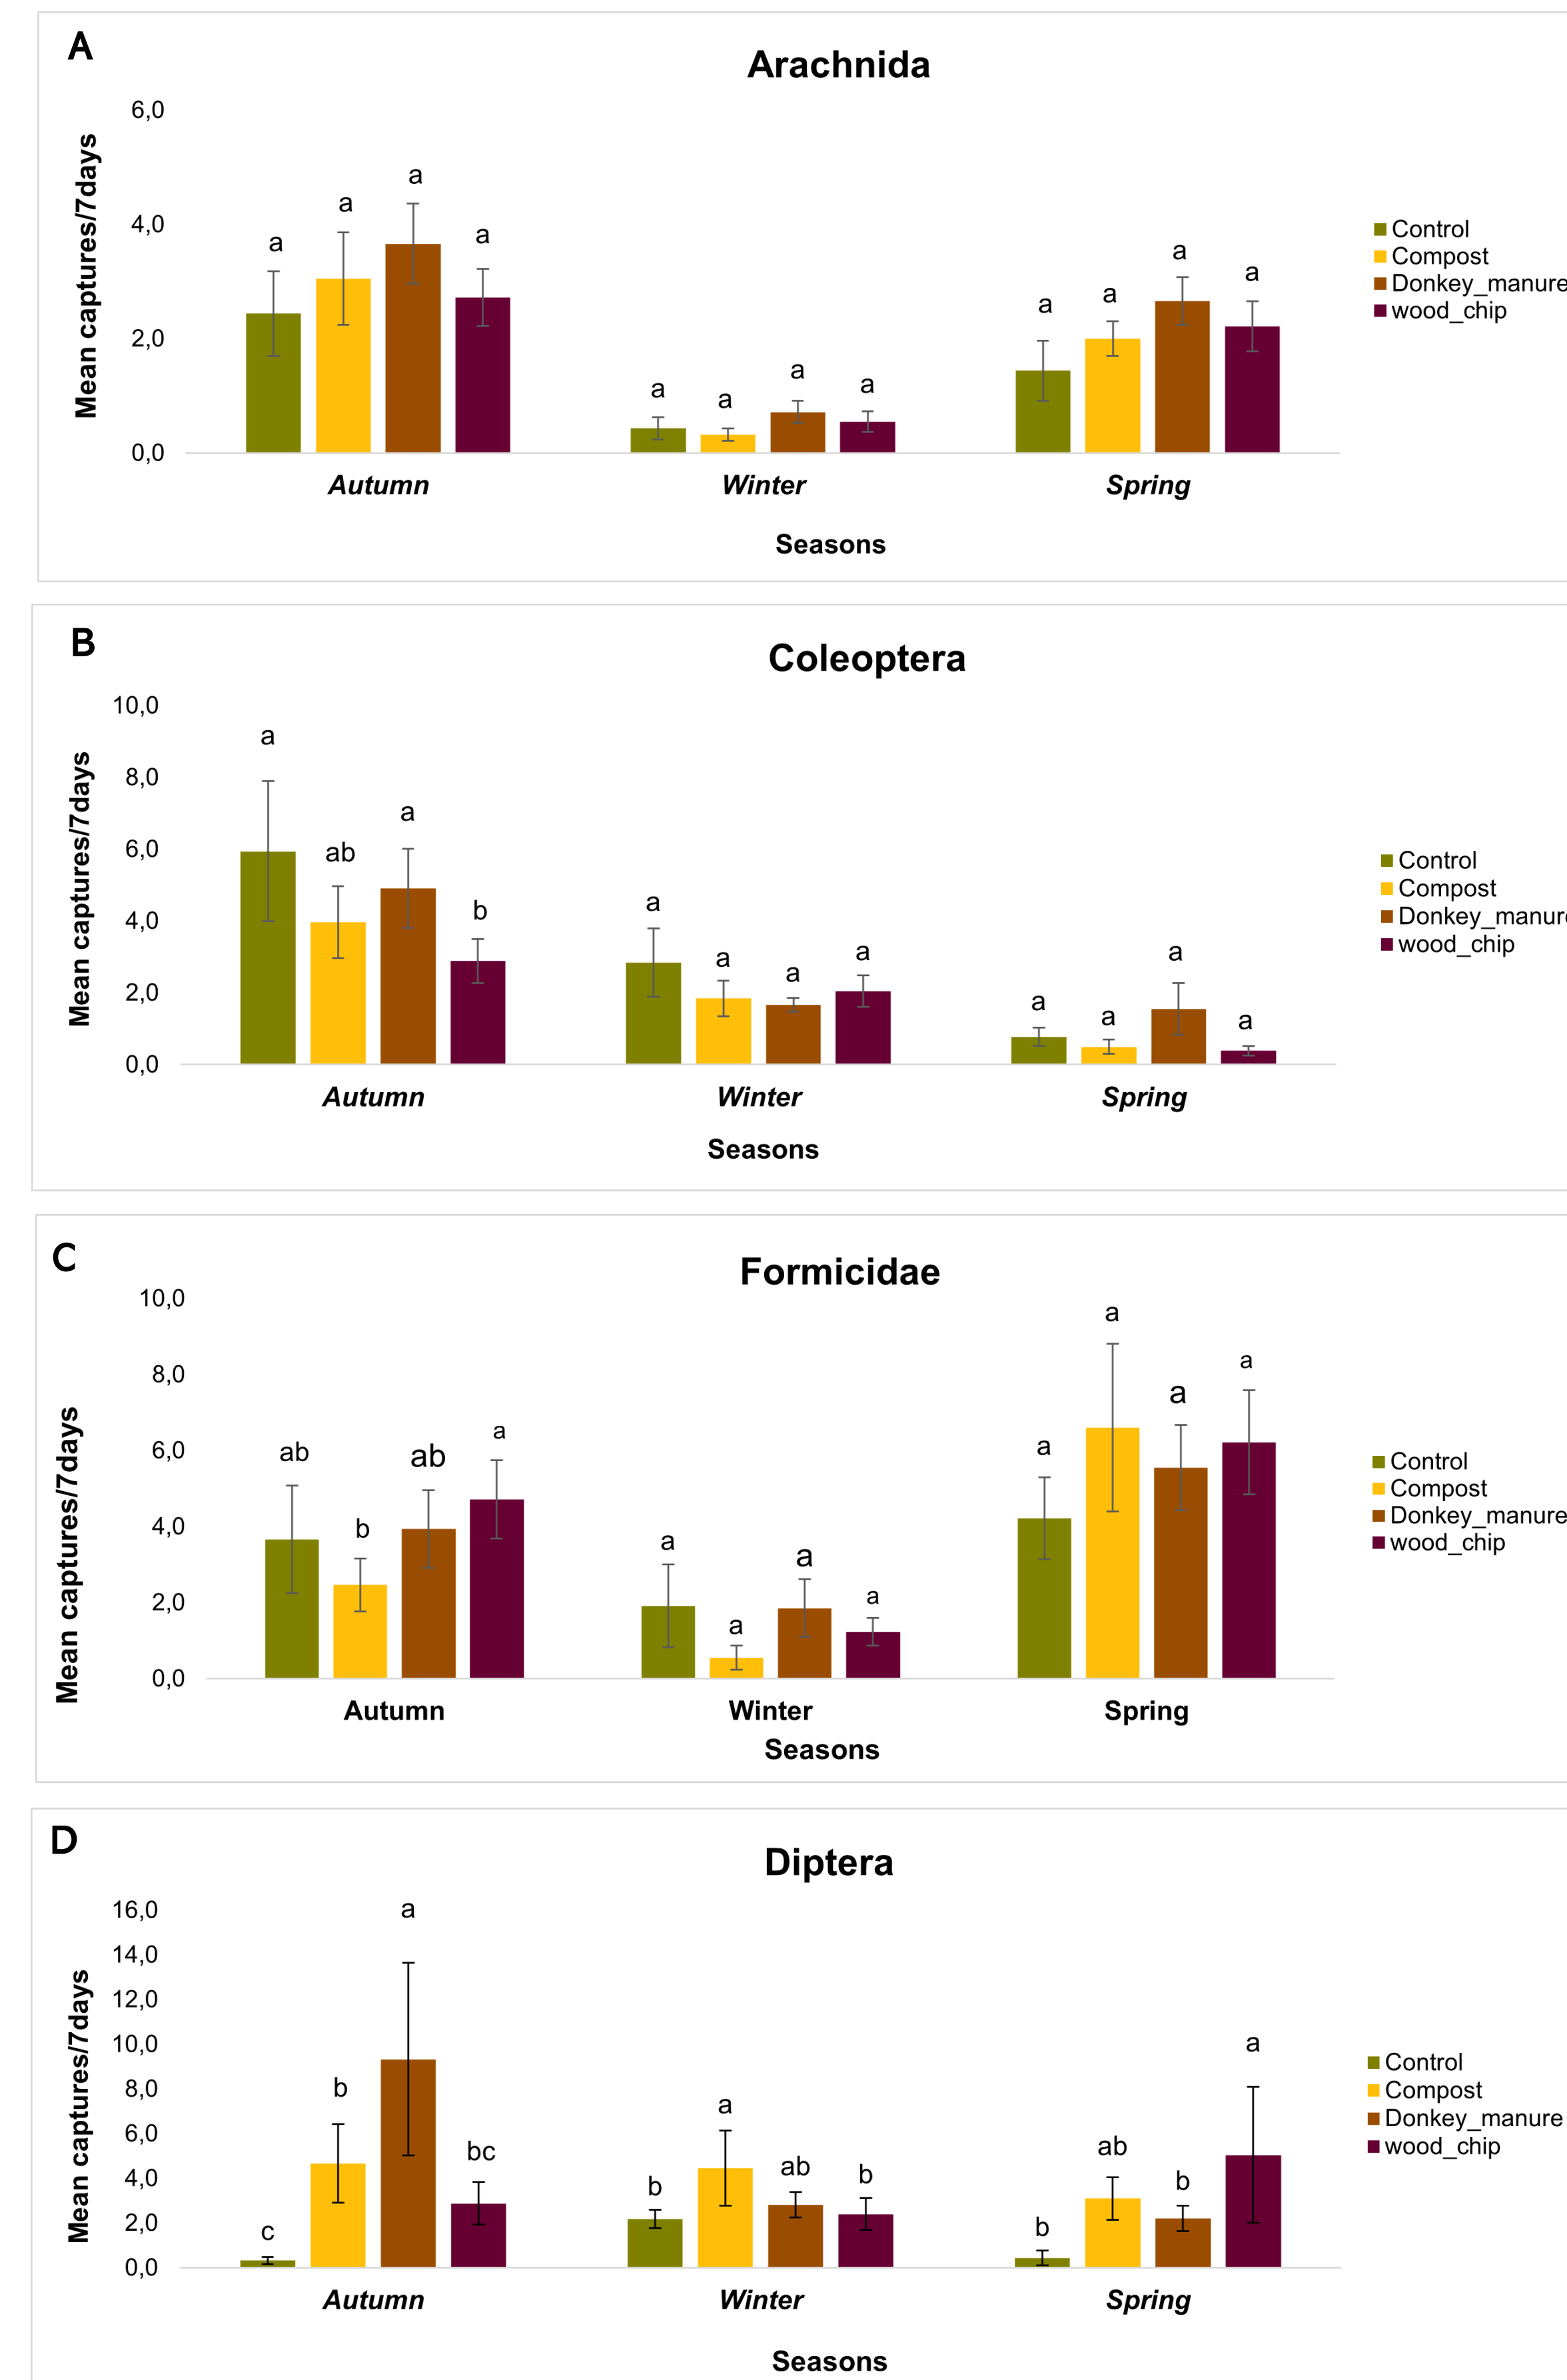 A
Arachnida
Mean captures/7days
6,0
4,0
2,0
0,0
a a a a
a a a a
a a a a
Autumn Winter Spring
Seasons
Control
Compost
Donkey_manure
wood_chip
B
Coleoptera
Mean captures/7days
10,0
8,0
6,0
4,0
2,0
0,0
a ab a b
a a a a
a a a a
Autumn Winter Spring
Seasons
Control
Compost
Donkey_manure
wood_chip
C
Formicidae
Mean captures/7days
10,0
8,0
6,0
4,0
2,0
0,0
ab b ab a
a a a a
a a a a
Autumn Winter Spring
Seasons
Control
Compost
Donkey_manure
wood_chip
D
Diptera
Mean captures/7days
16,0
14,0
12,0
10,0
8,0
6,0
4,0
2,0
0,0
c b a bc
b a ab b
b ab b a
Autumn Winter Spring
Seasons
Control
Compost
Donkey_manure
wood_chip